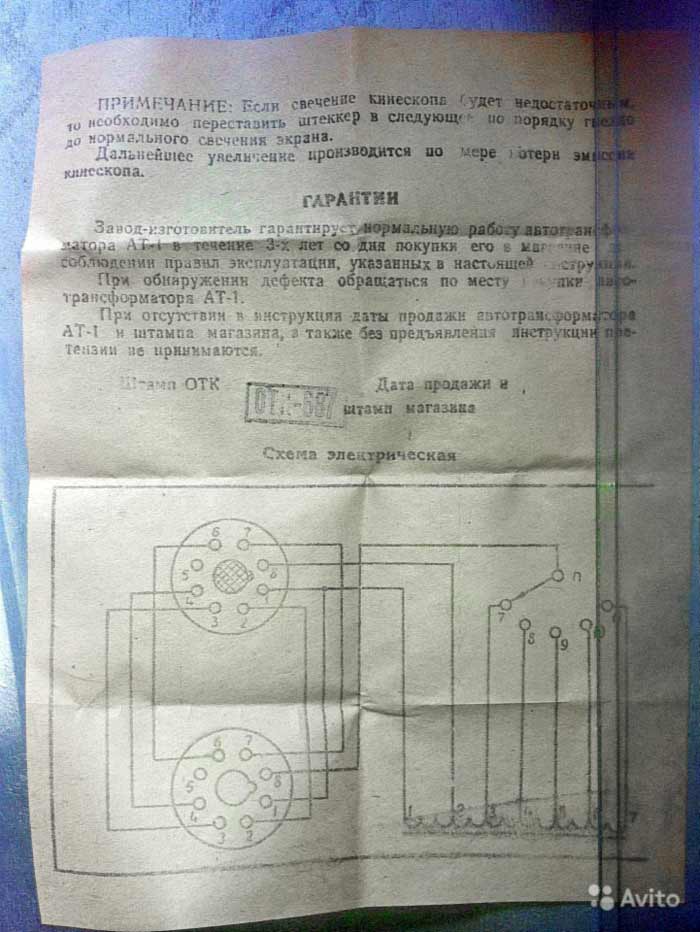 ПРИМЕЧАНИЕ: Если свечение кинескопа будет недостаточным,
то необходимо переставить штеккер в следующее по порядку гнездо
до нормального свечения экрана.
Дальнейшее увеличение производится по мере потери эмиссии
кинескопа.
ГАРАНТИИ
Завод-изготовитель гарантирует нормальную работу автотрансфор-
матора АТ-1 в течение 3-х лет со дня покупки его в магазине
соблюдении правил эксплуатации, указанных в настоящей инструкции.
При обнаружении дефекта обращаться по месту покупки авто-
трансформатора АТ-1.
При отсутствии в инструкции даты продажи автотрансформатора
АТ-1 и штампа магазина, а также без предъявления инструкции пре-
тензии не принимаются.
Штамп ОТК
Дата продажи и
штамп магазина
Схема электрическая
6 7
5 8
4 1
3 2
П
7 8 9
6 7
5 8
4 1
3 2
Avito